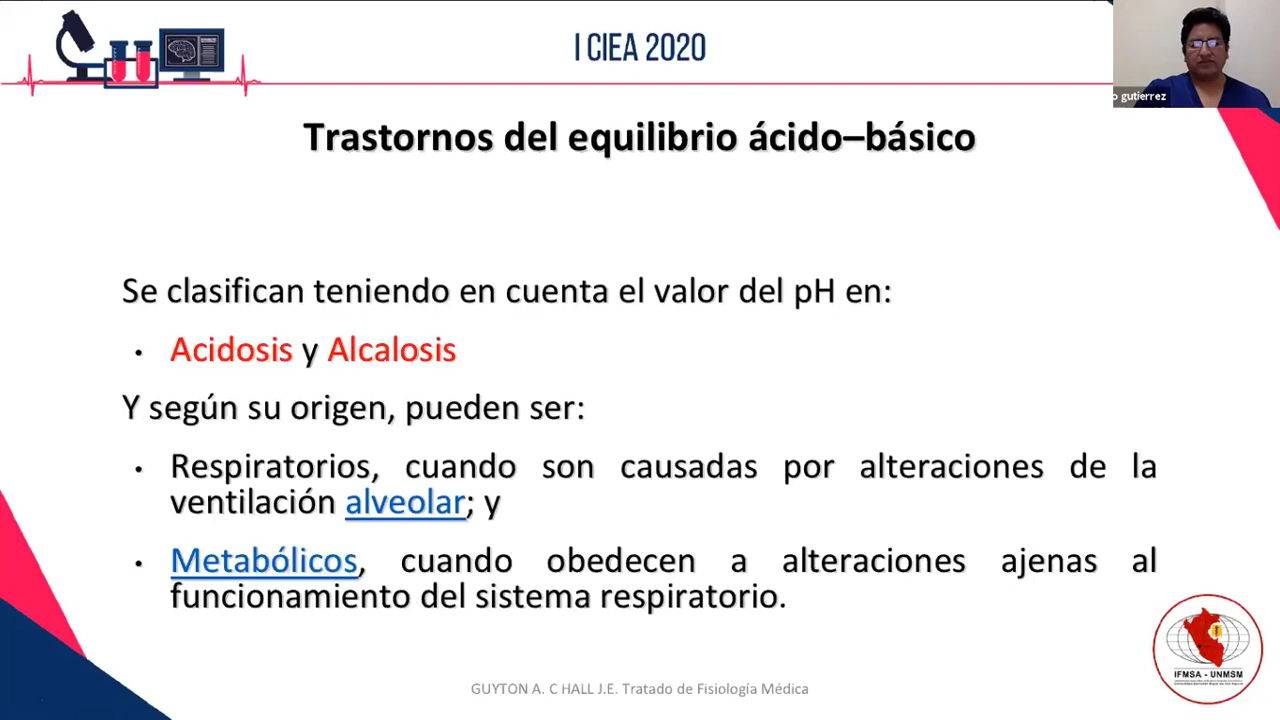 I CIEA 2020
o gutierrez
Trastornos del equilibrio ácido–básico
Se clasifican teniendo en cuenta el valor del pH en:
• Acidosis y Alcalosis
Y según su origen, pueden ser:
• Respiratorios, cuando son causadas por alteraciones de la
ventilación alveolar; y
• Metabólicos, cuando obedecen a alteraciones ajenas al
funcionamiento del sistema respiratorio.
IFMSA - UNMSM
GUYTON A. C HALL J.E. Tratado de Fisiología Médica